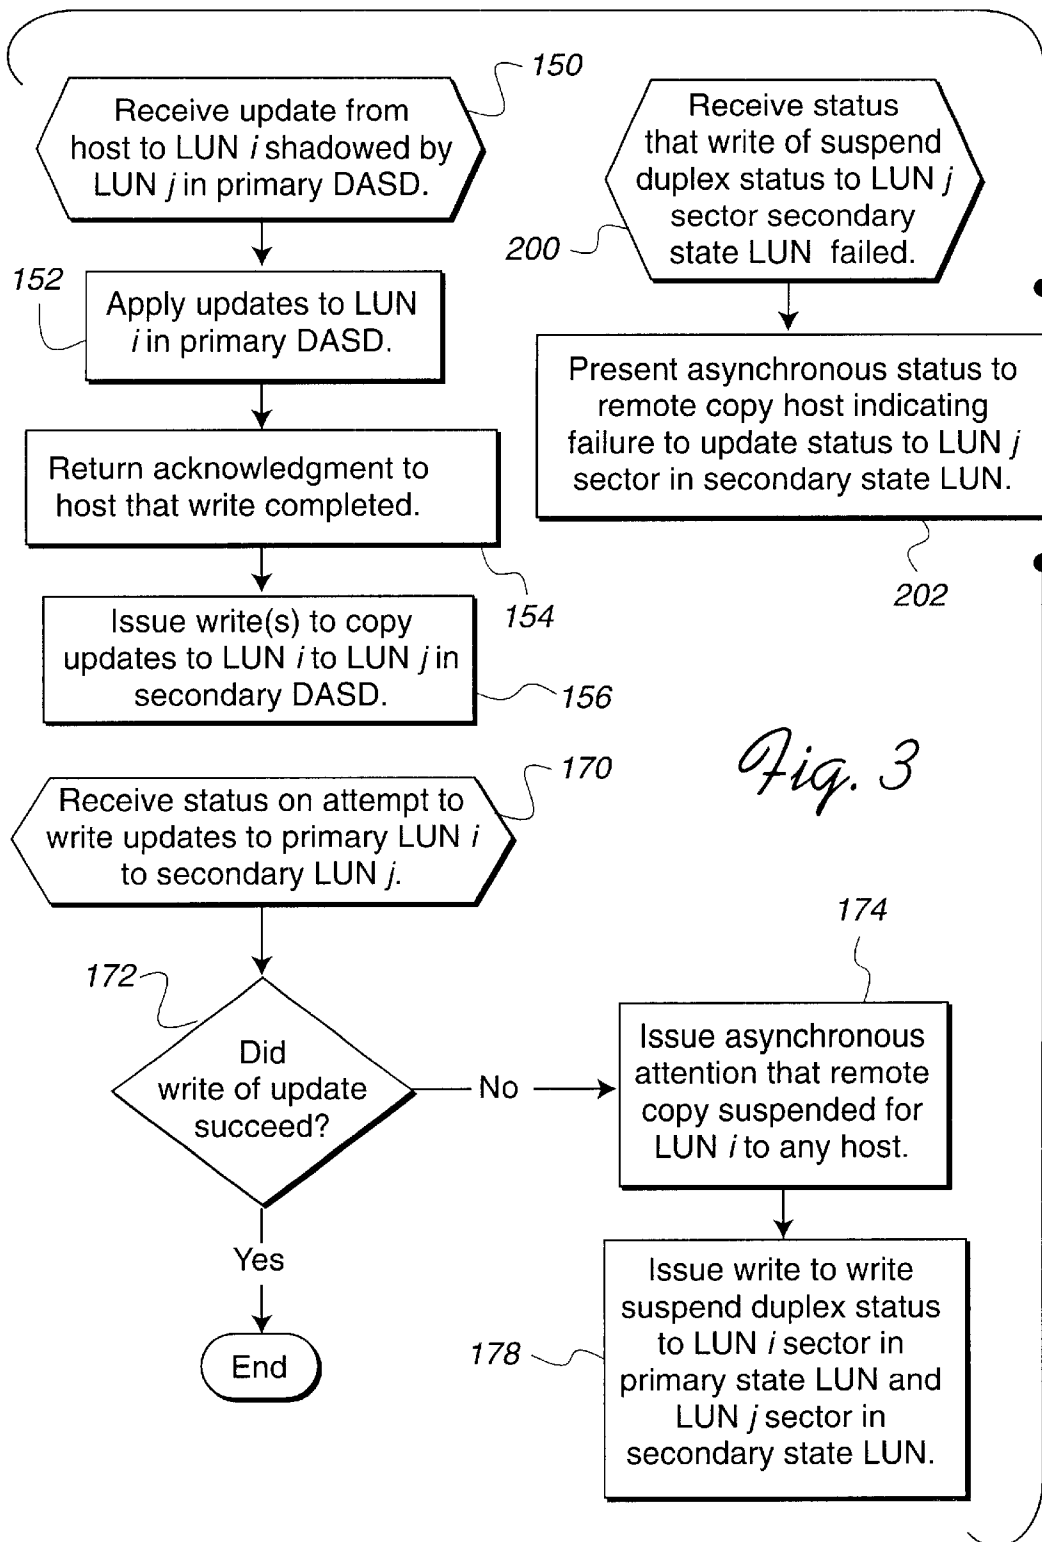 150
Receive update from
host to LUN i shadowed by
LUN j in primary DASD.
152
Apply updates to LUN
i in primary DASD.
Return acknowledgment to
host that write completed.
154
Issue write(s) to copy
updates to LUN i to LUN j in
secondary DASD.
156
Receive status
that write of suspend
duplex status to LUN j
sector secondary
state LUN failed.
200
Present asynchronous status to
remote copy host indicating
failure to update status to LUN j
sector in secondary state LUN.
202
Fig. 3
170
Receive status on attempt to
write updates to primary LUN i
to secondary LUN j.
172
Did
write of update
succeed?
No
Yes
End
174
Issue asynchronous
attention that remote
copy suspended for
LUN i to any host.
178
Issue write to write
suspend duplex status
to LUN i sector in
primary state LUN and
LUN j sector in
secondary state LUN.